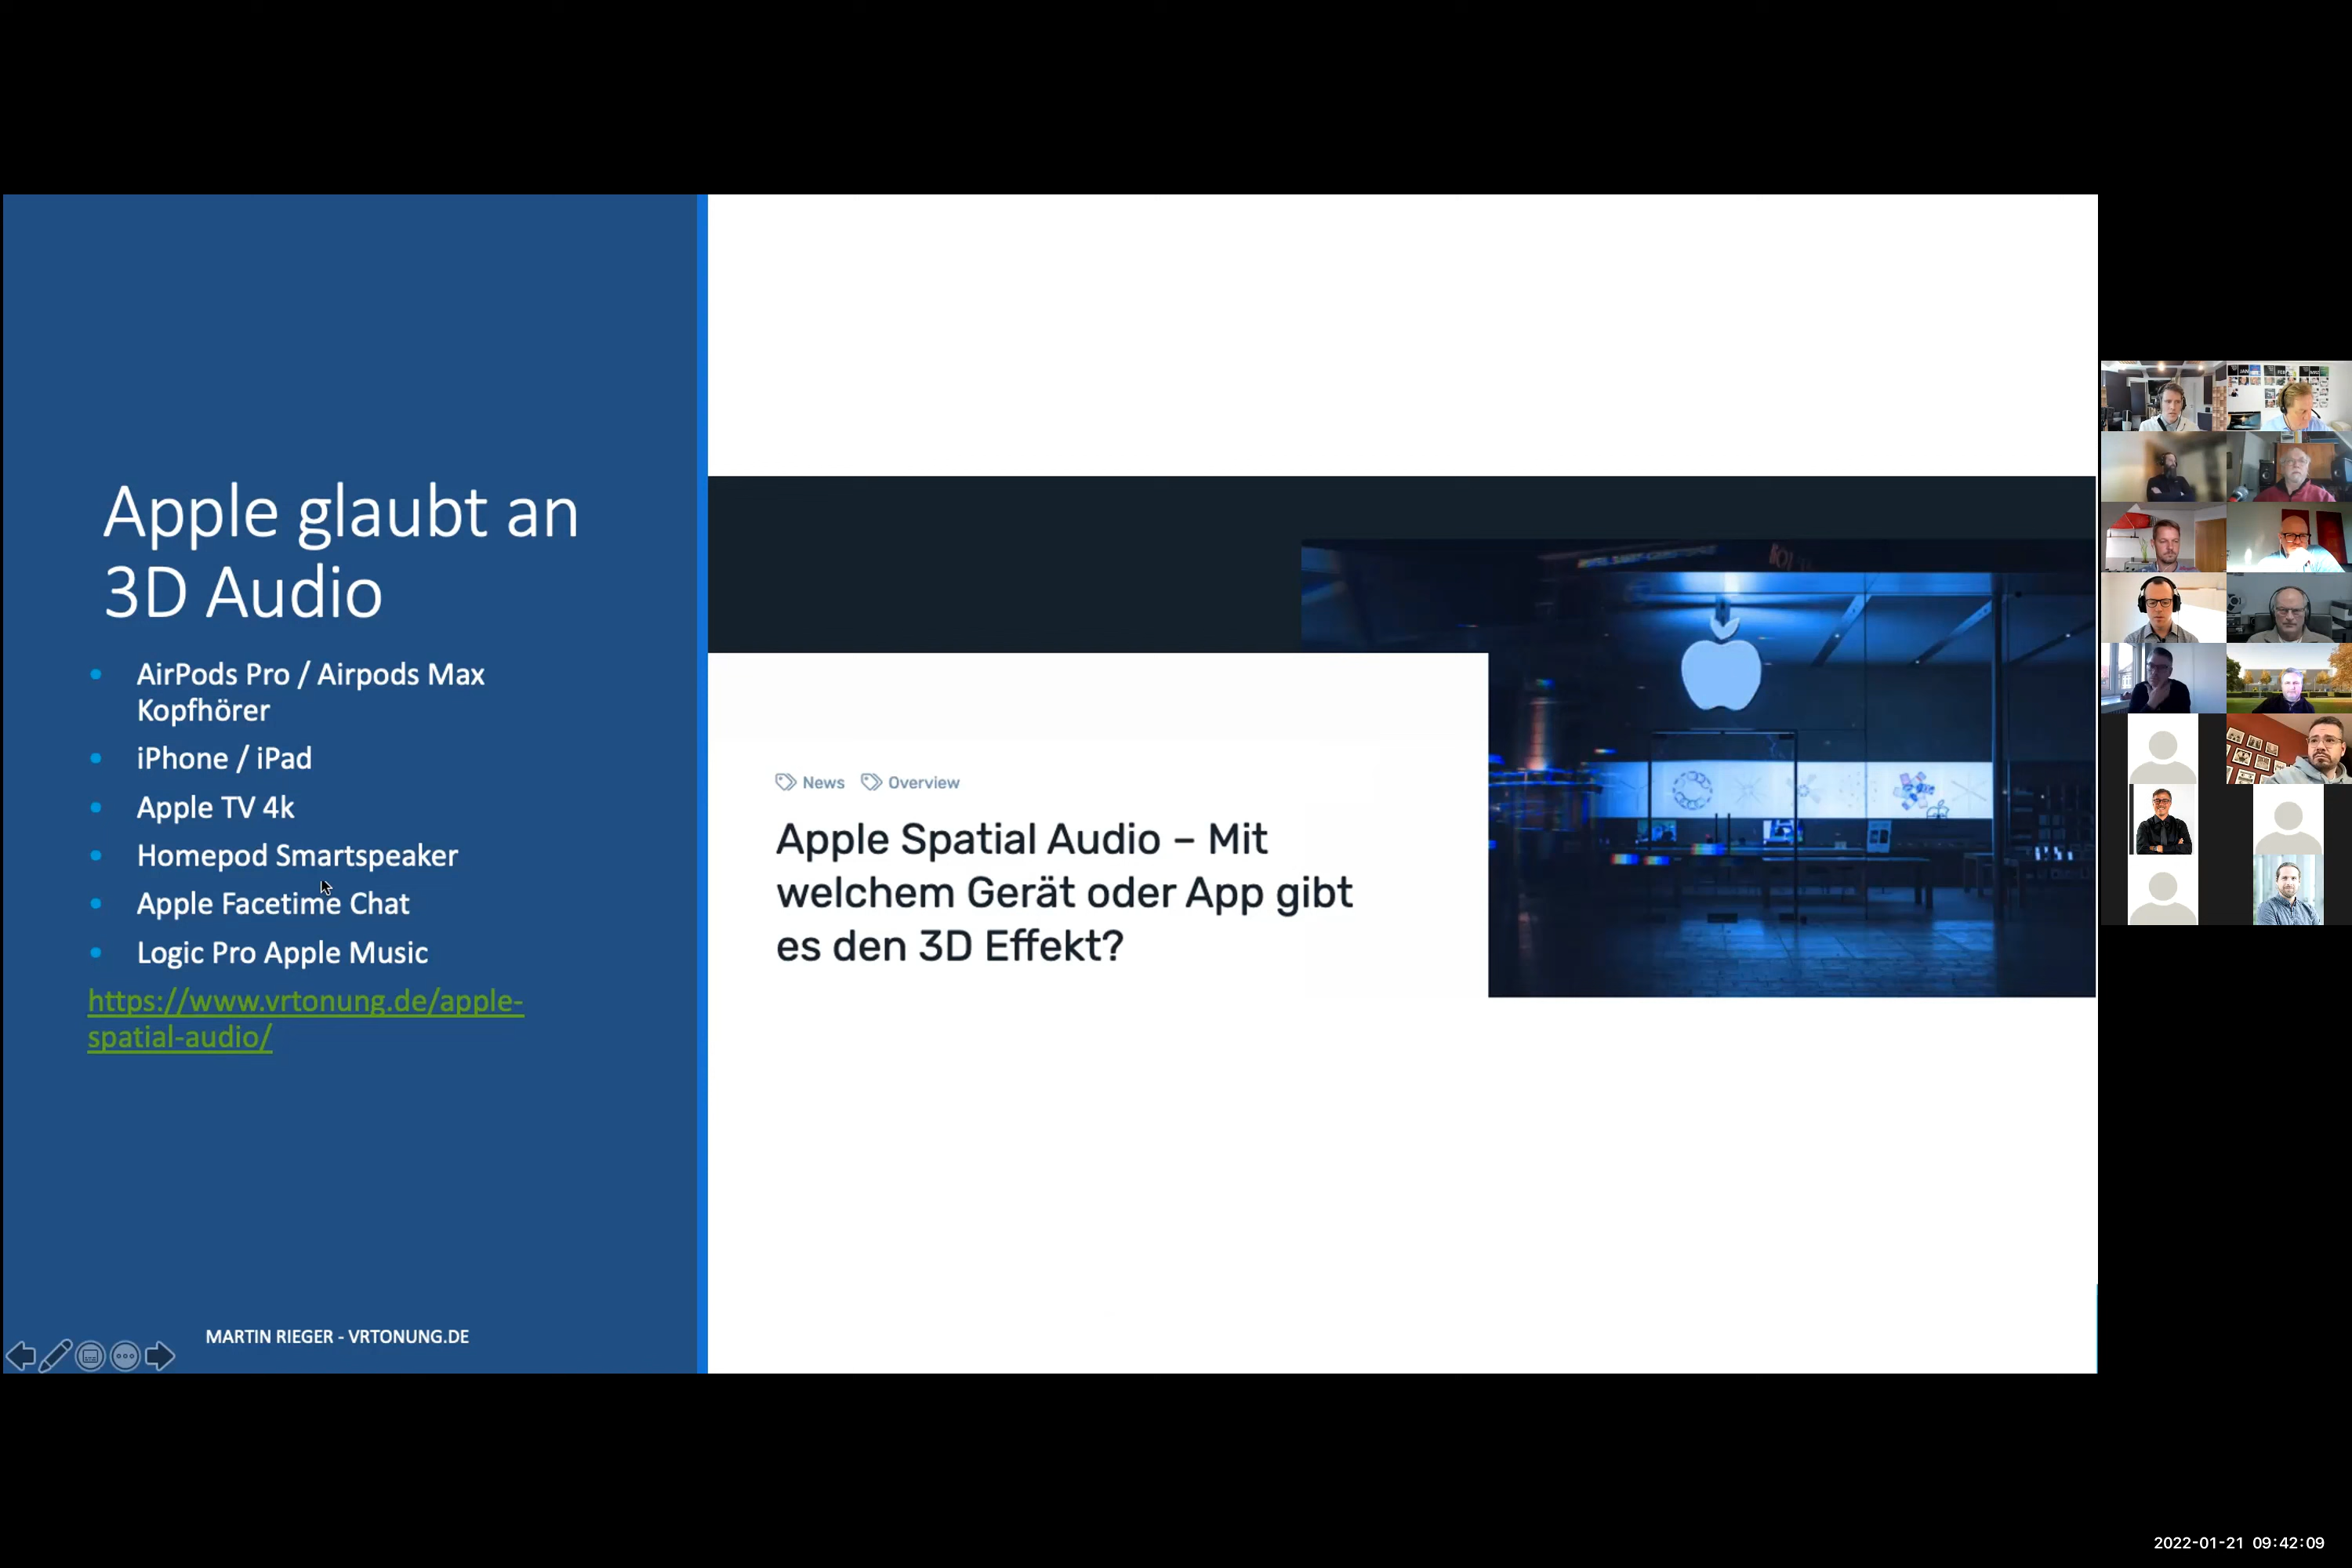 Apple glaubt an
3D Audio
AirPods Pro / Airpods Max
Kopfhörer
iPhone / iPad
Apple TV 4k
Homepod Smartspeaker
Apple Facetime Chat
Logic Pro Apple Music
https://www.vrtonung.de/apple-
spatial-audio/
MARTIN RIEGER - VRTONUNG.DE
News Overview
Apple Spatial Audio – Mit
welchem Gerät oder App gibt
es den 3D Effekt?
2022-01-21 09:42:09